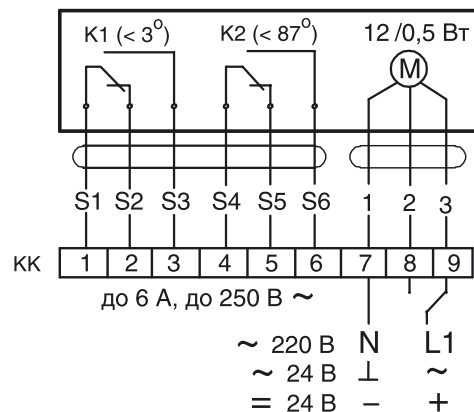 K1 (< 3°) K2 (< 87°) 12 /0,5 Вт
M
S1 S2 S3 S4 S5 S6 1 2 3
КК 1 2 3 4 5 6 7 8 9
до 6 А, до 250 В ~
~ 220 В N L1
~ 24 В ⊥ ~
= 24 В – +